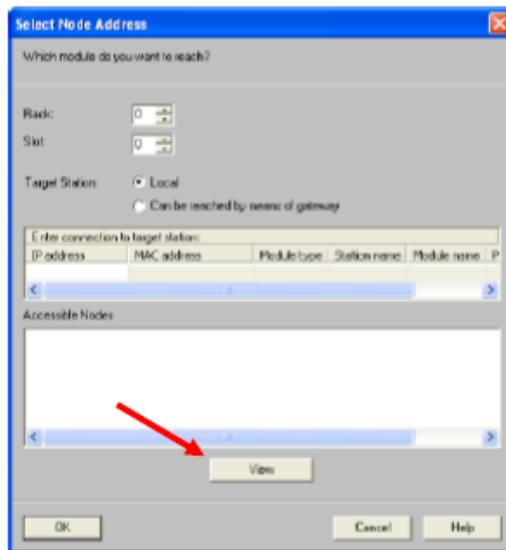 Select Node Address
Which module do you want to reach?
Rack: 0
Slot: 0
Target Station: Local
Can be reached by means of gateway
Enter connection to target station:
IP address MAC address Module type Station name Module name P
Accessible Nodes
View
OK Cancel Help